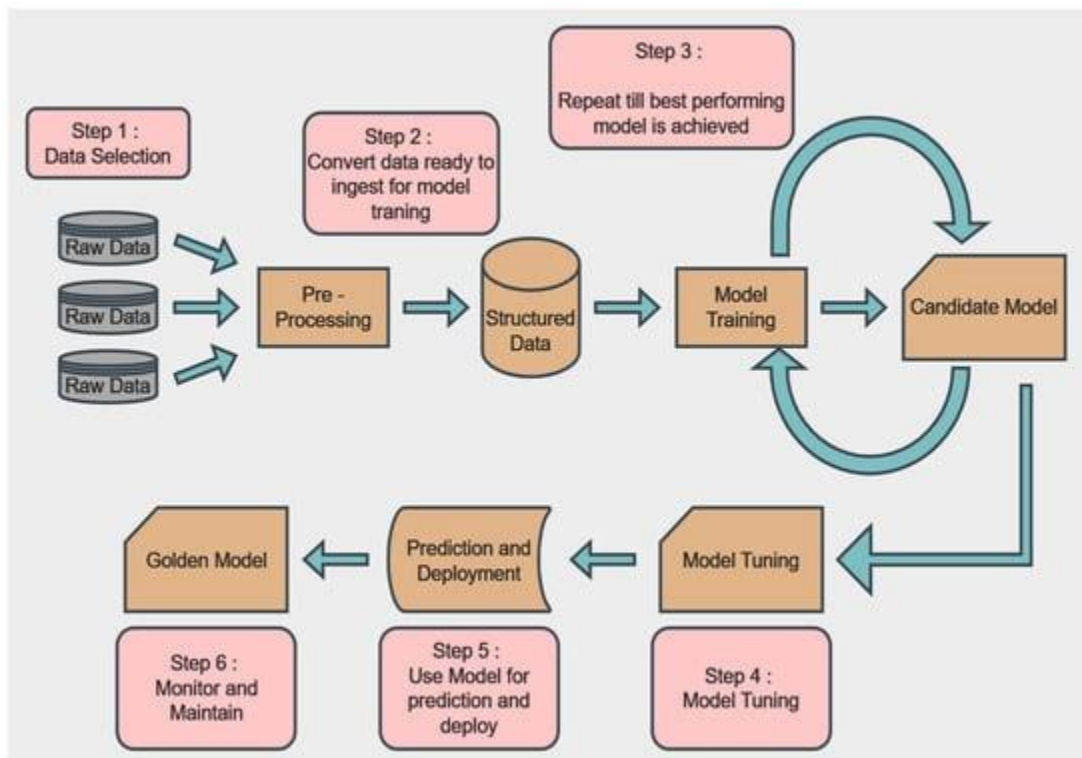 Step 1 :
Data Selection
Raw Data
Raw Data
Raw Data
Step 2 :
Convert data ready to
ingest for model
traning
Pre -
Processing
Structured
Data
Step 3 :
Repeat till best performing
model is achieved
Model
Training
Candidate Model
Golden Model
Prediction and
Deployment
Model Tuning
Step 6 :
Monitor and
Maintain
Step 5 :
Use Model for
prediction and
deploy
Step 4 :
Model Tuning